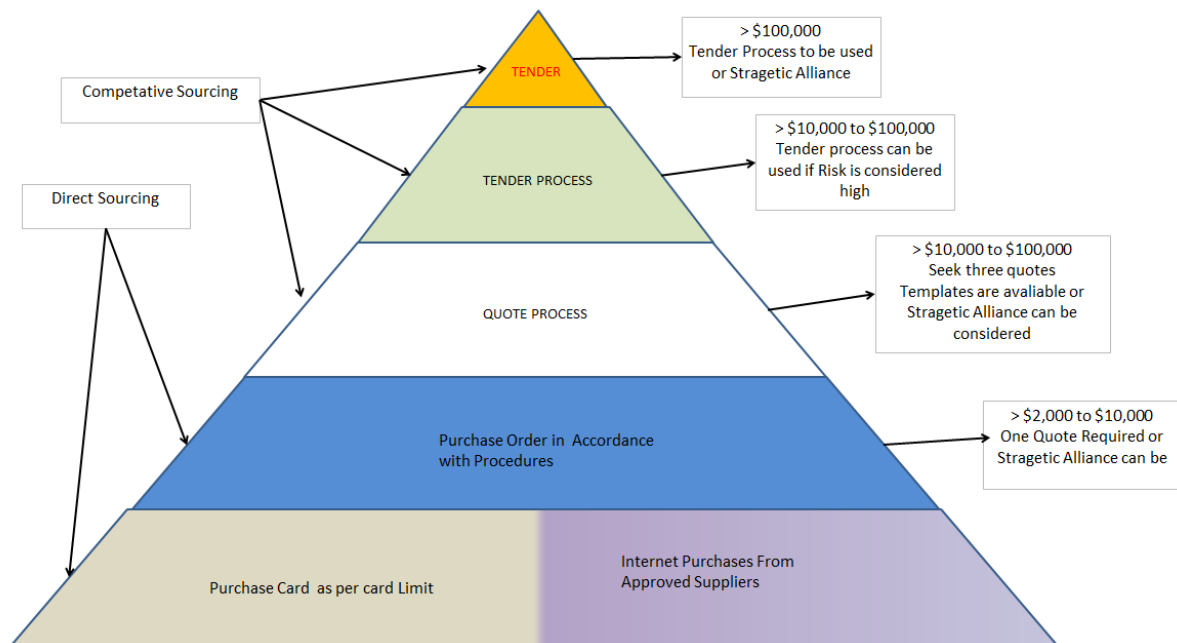 > $100,000
Tender Process to be used
or Stragetic Alliance
TENDER
Competative Sourcing
> $10,000 to $100,000
Tender process can be
used if Risk is considered
high
TENDER PROCESS
Direct Sourcing
> $10,000 to $100,000
Seek three quotes
Templates are avaliable or
Stragetic Alliance can be
considered
QUOTE PROCESS
> $2,000 to $10,000
One Quote Required or
Stragetic Alliance can be
Purchase Order in Accordance
with Procedures
Internet Purchases From
Approved Suppliers
Purchase Card as per card Limit